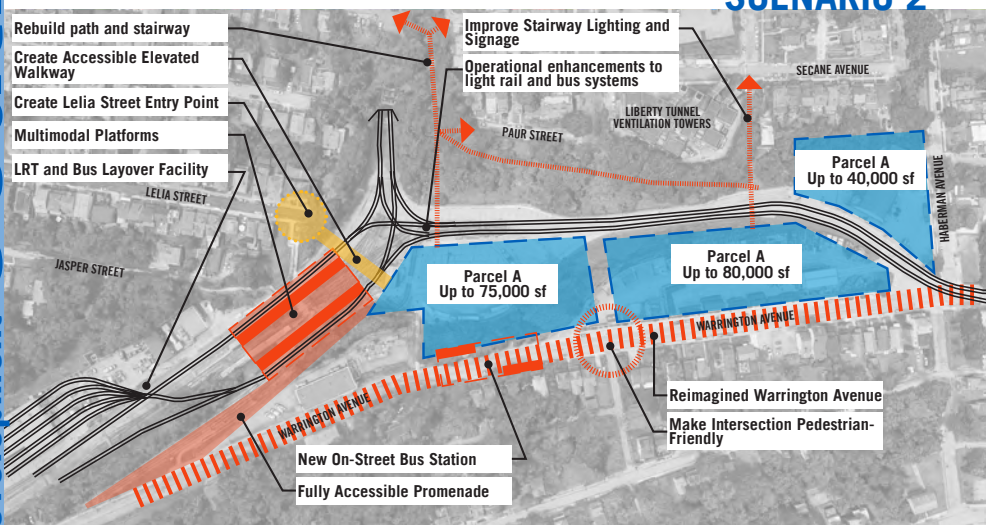 SCENARIO 2
Rebuild path and stairway
Create Accessible Elevated
Walkway
Create Lelia Street Entry Point
Multimodal Platforms
LRT and Bus Layover Facility
Improve Stairway Lighting and
Signage
Operational enhancements to
light rail and bus systems
SECANE AVENUE
LIBERTY TUNNEL
VENTILATION TOWERS
PAUR STREET
Parcel A
Up to 40,000 sf
HABERMAN AVENUE
LELIA STREET
JASPER STREET
Parcel A
Up to 75,000 sf
Parcel A
Up to 80,000 sf
WARRINGTON AVENUE
WARRINGTON AVENUE
Reimagined Warrington Avenue
Make Intersection Pedestrian-
Friendly
New On-Street Bus Station
Fully Accessible Promenade